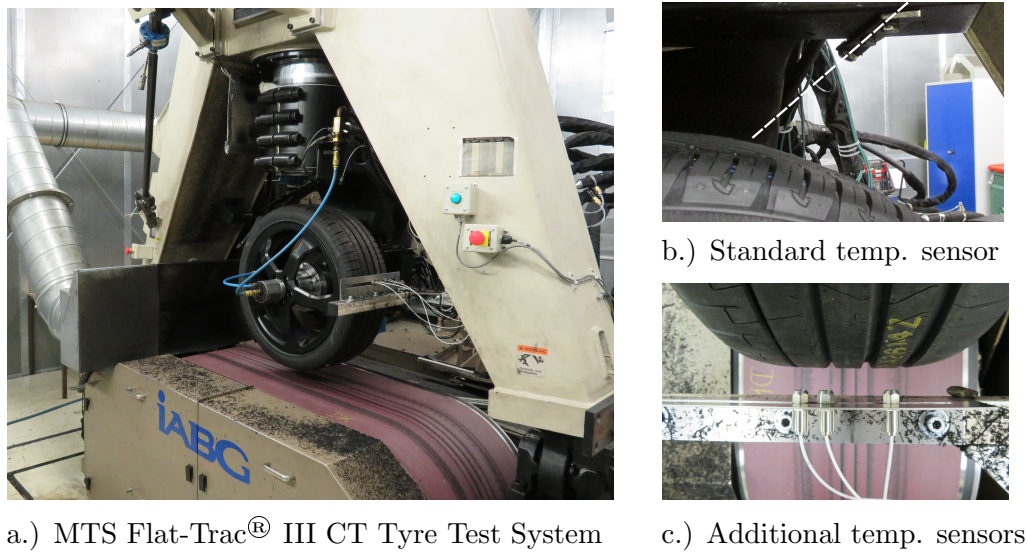 iABG
b.) Standard temp. sensor
a.) MTS Flat-Trac® III CT Tyre Test System
c.) Additional temp. sensors